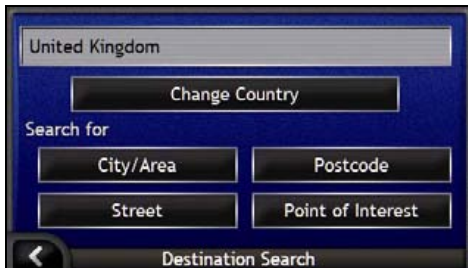 United Kingdom
Change Country
Search for
City/Area Postcode
Street Point of Interest
Destination Search